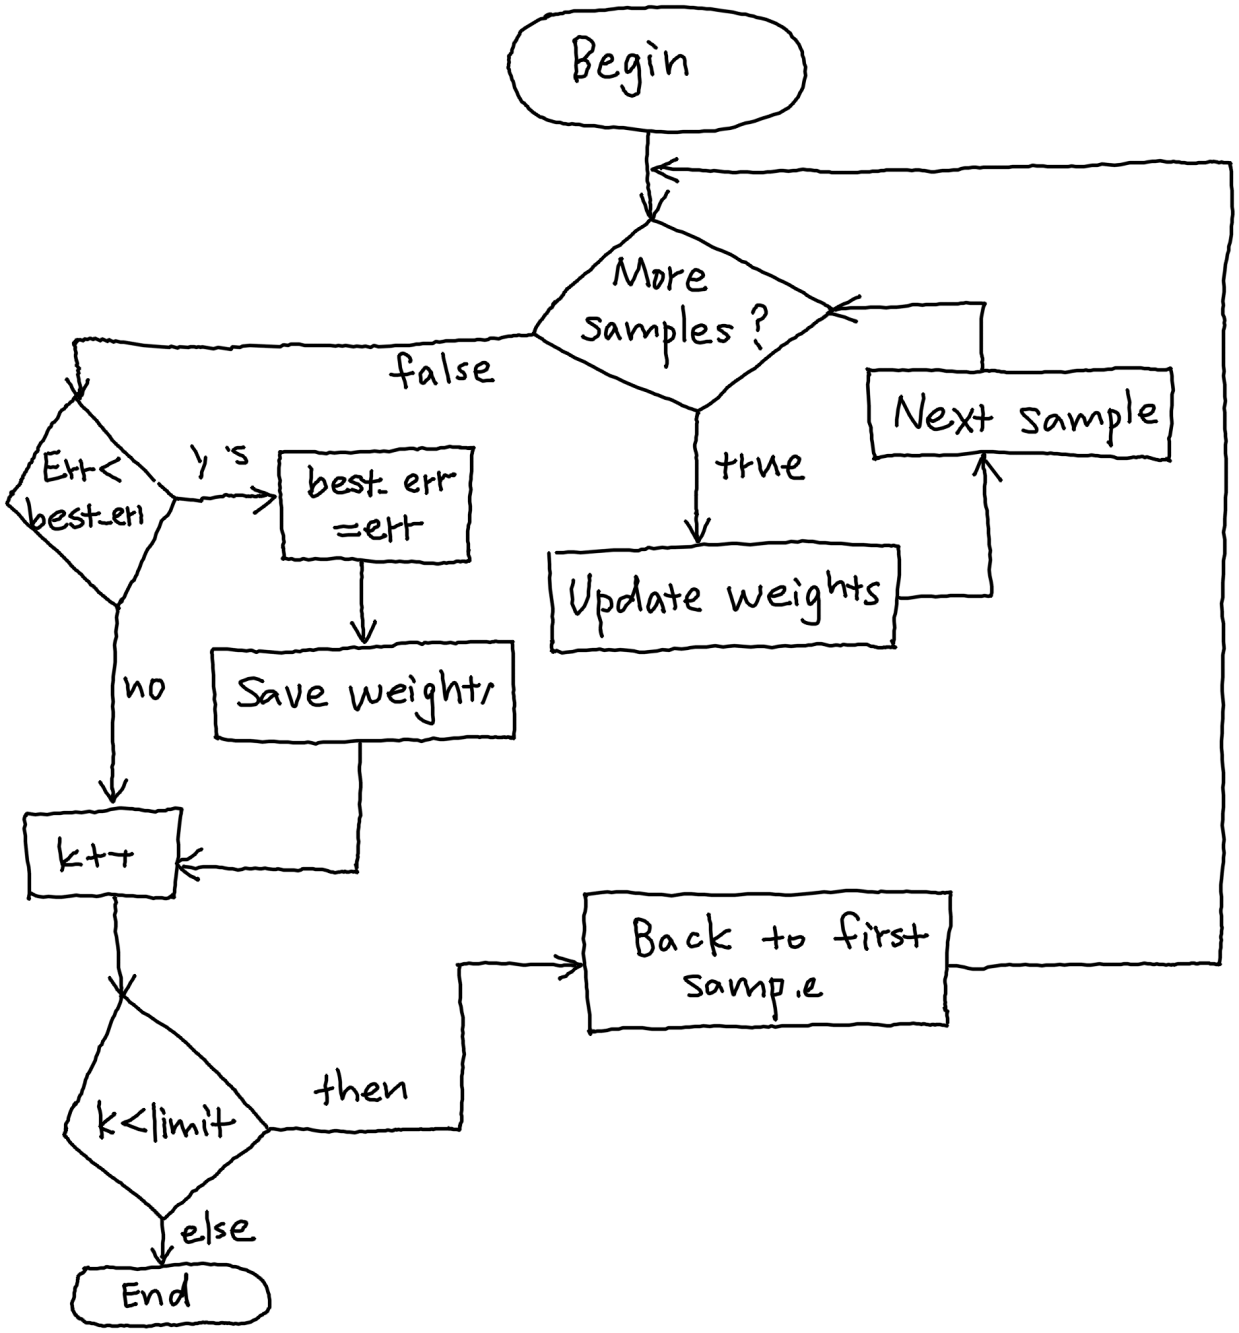 Begin
More
samples?
false
true
Next sample
Update weights
Err<
best_err
best_err
=err
Save weights
no
k++
Back to first
k<limit
then
else
End